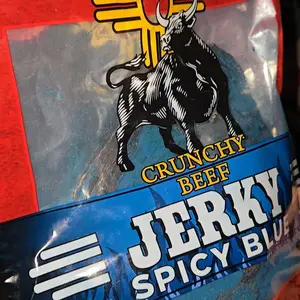 CRUNCHY
BEEF
JERKY
SPICY BLUE